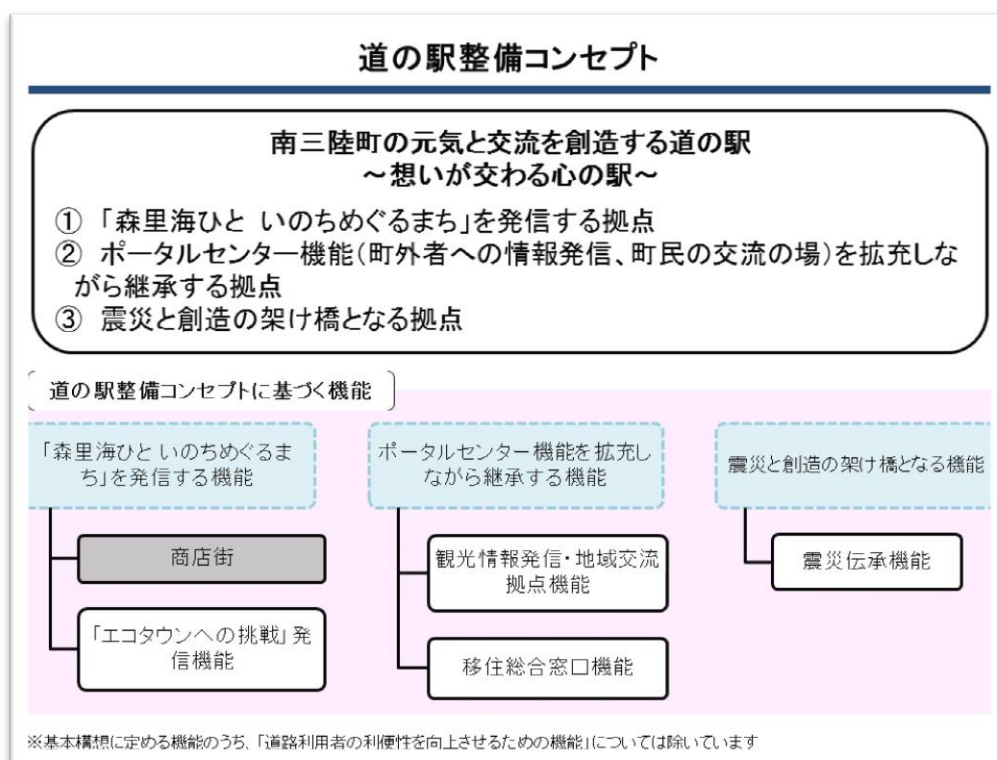 道の駅整備コンセプト
南三陸町の元気と交流を創造する道の駅
～想いが交わる心の駅～
① 「森里海ひと いのちめぐるまち」を発信する拠点
② ポータルセンター機能(町外者への情報発信、町民の交流の場)を拡充しな
がら継承する拠点
③ 震災と創造の架け橋となる拠点
道の駅整備コンセプトに基づく機能
「森里海ひと いのちめぐるま
ち」を発信する機能
商店街
「エコタウンへの挑戦」発
信機能
ポータルセンター機能を拡充し
ながら継承する機能
観光情報発信・地域交流
拠点機能
移住総合窓口機能
震災と創造の架け橋となる機能
震災伝承機能
※基本構想に定める機能のうち、「道路利用者の利便性を向上させるための機能」については除いています